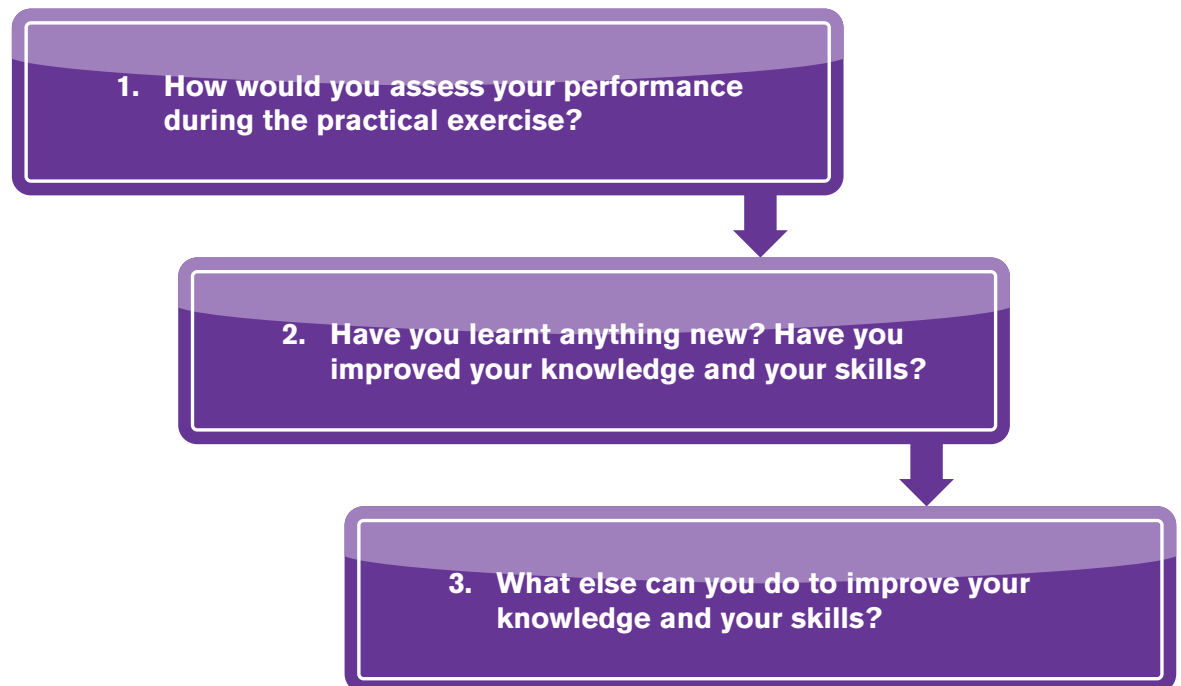 1. How would you assess your performance
during the practical exercise?
2. Have you learnt anything new? Have you
improved your knowledge and your skills?
3. What else can you do to improve your
knowledge and your skills?